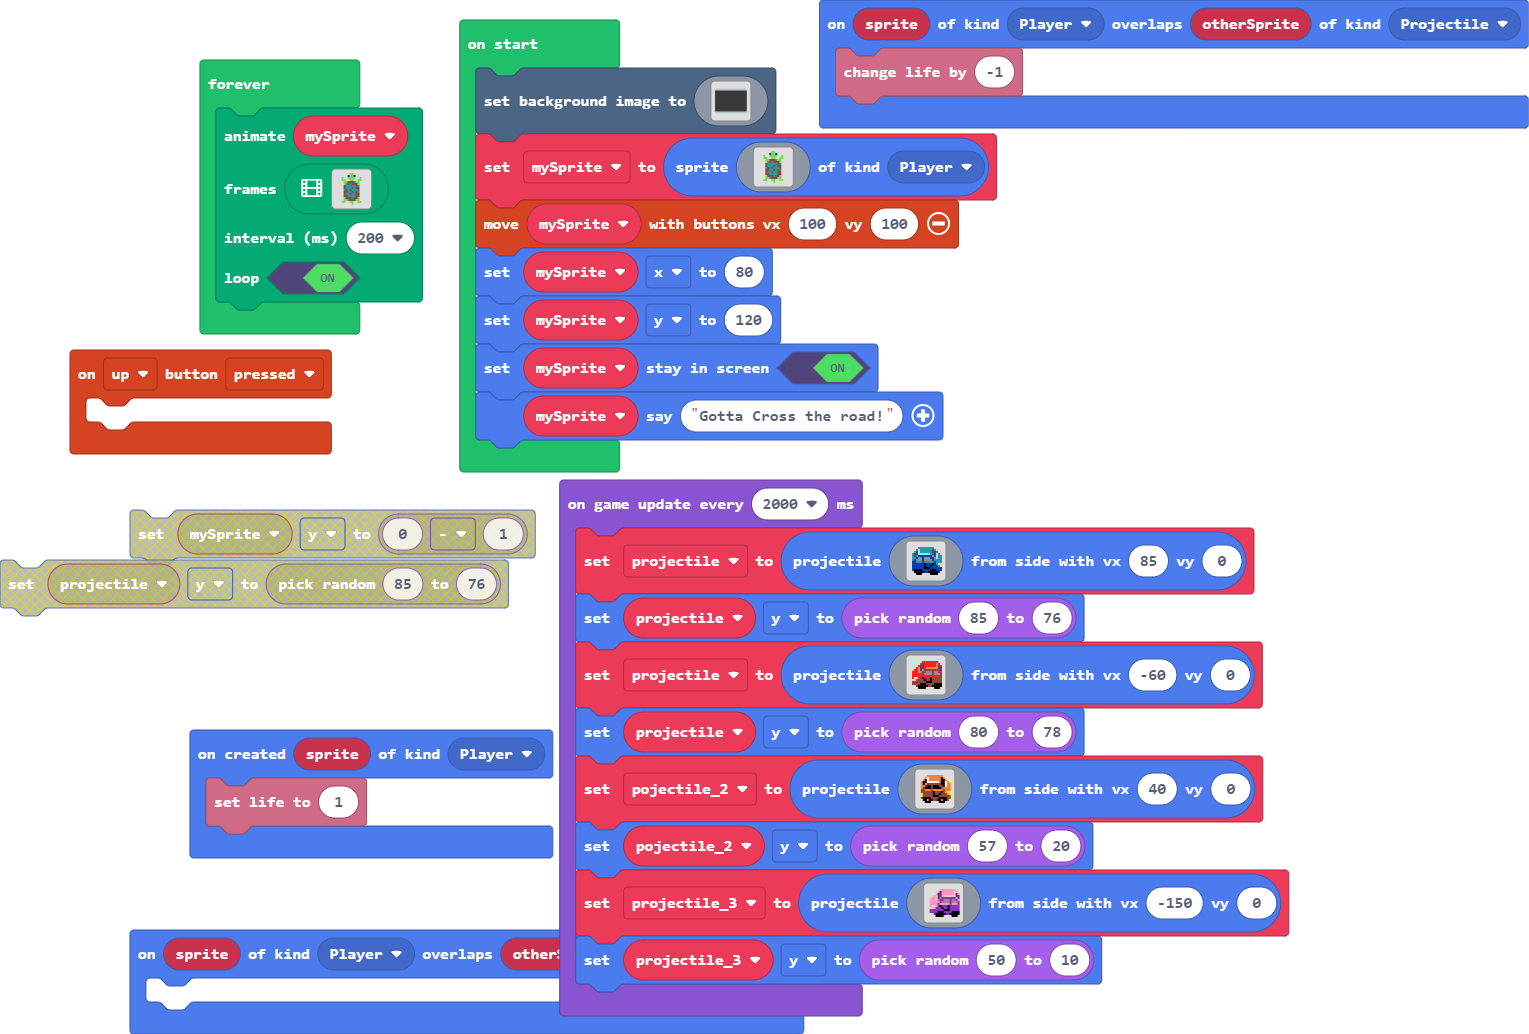 on sprite of kind Player overlaps otherSprite of kind Projectile
change life by -1
on start
set background image to
set mySprite to sprite of kind Player
move mySprite with buttons vx 100 vy 100
set mySprite x to 80
set mySprite y to 120
set mySprite stay in screen ON
mySprite say "Gotta Cross the road!"
forever
animate mySprite
frames
interval (ms) 200
loop ON
on up button pressed
set mySprite y to 0 - 1
set projectile y to pick random 85 to 76
on game update every 2000 ms
set projectile to projectile from side with vx 85 vy 0
set projectile y to pick random 85 to 76
set projectile to projectile from side with vx -60 vy 0
set projectile y to pick random 80 to 78
set pojectile_2 to projectile from side with vx 40 vy 0
set pojectile_2 y to pick random 57 to 20
set projectile_3 to projectile from side with vx -150 vy 0
set projectile_3 y to pick random 50 to 10
on created sprite of kind Player
set life to 1
on sprite of kind Player overlaps